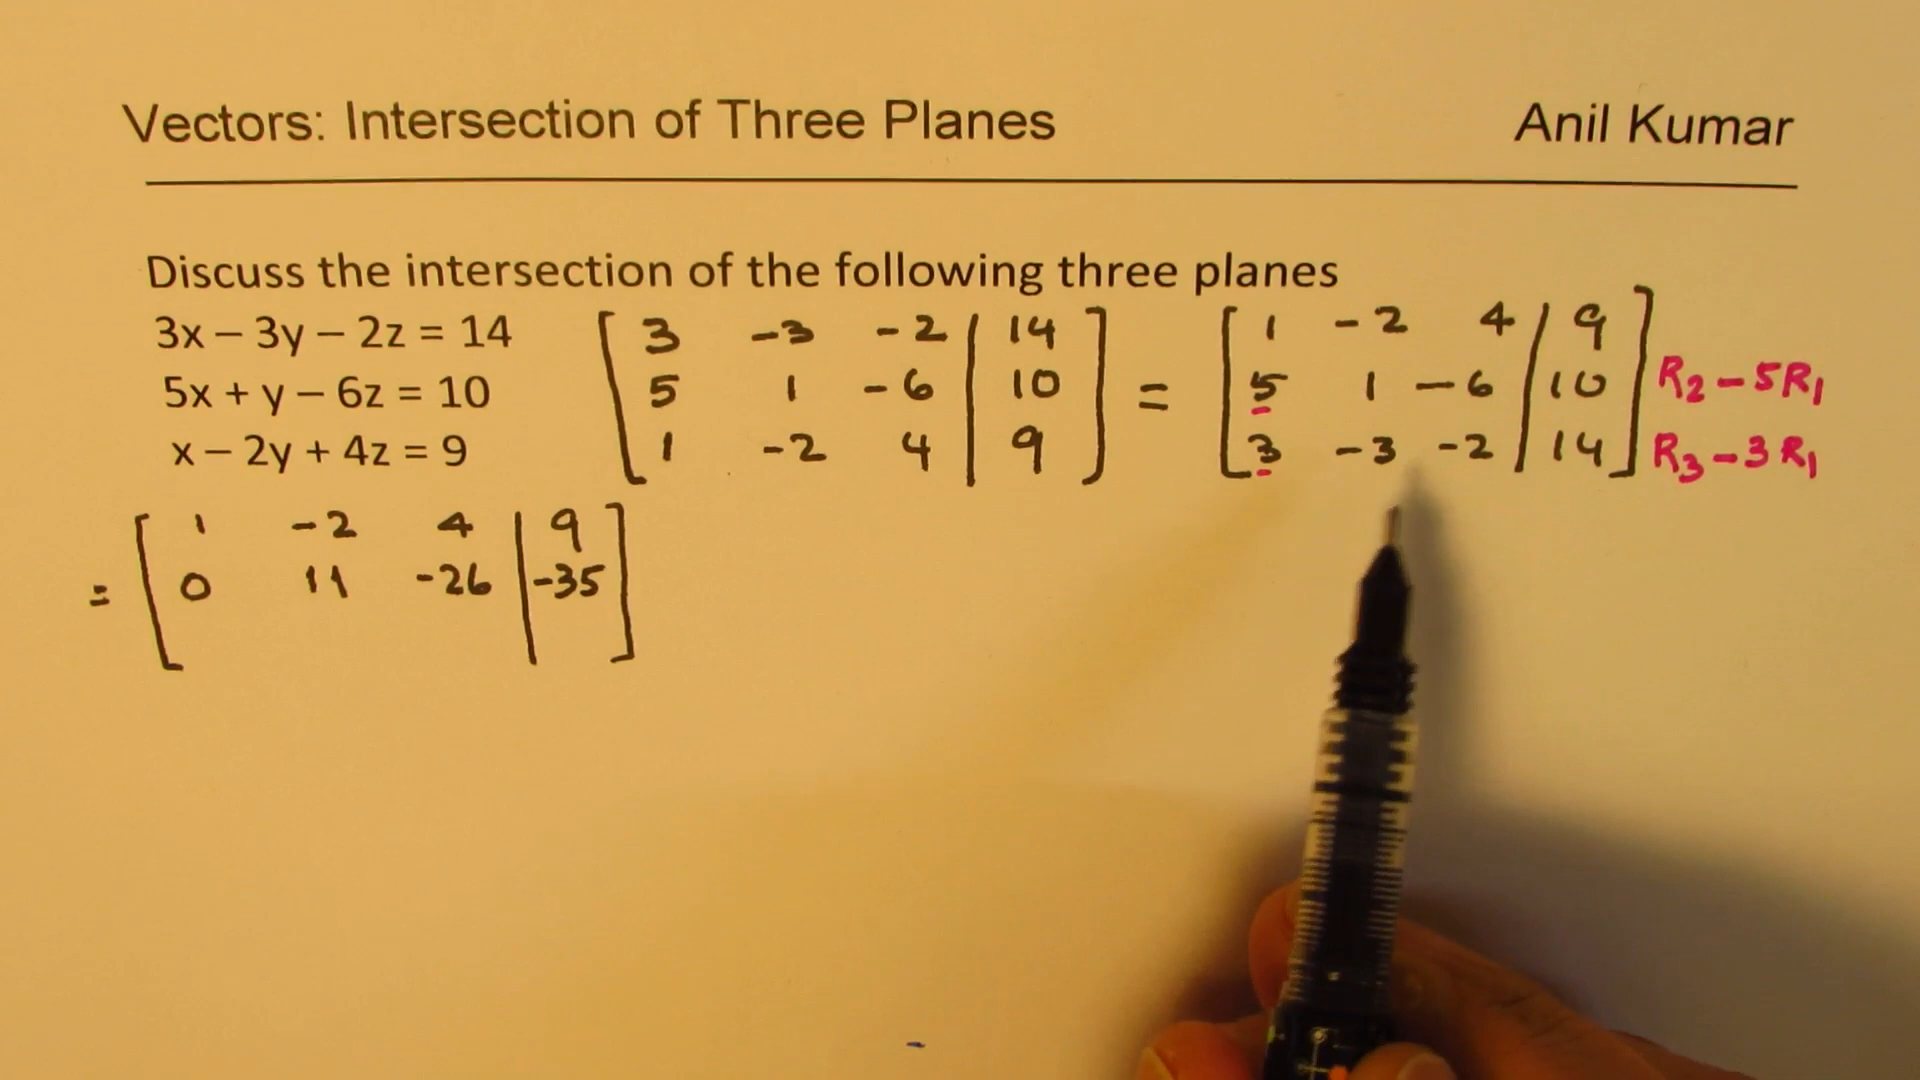 Vectors: Intersection of Three Planes Anil Kumar
Discuss the intersection of the following three planes
3x – 3y – 2z = 14
5x + y – 6z = 10
x – 2y + 4z = 9
3 -3 -2 | 14
5 1 -6 | 10
1 -2 4 | 9
=
1 -2 4 | 9
5 1 -6 | 10 R2 - 5R1
3 -3 -2 | 14 R3 - 3R1
=
1 -2 4 | 9
0 11 -26 | -35